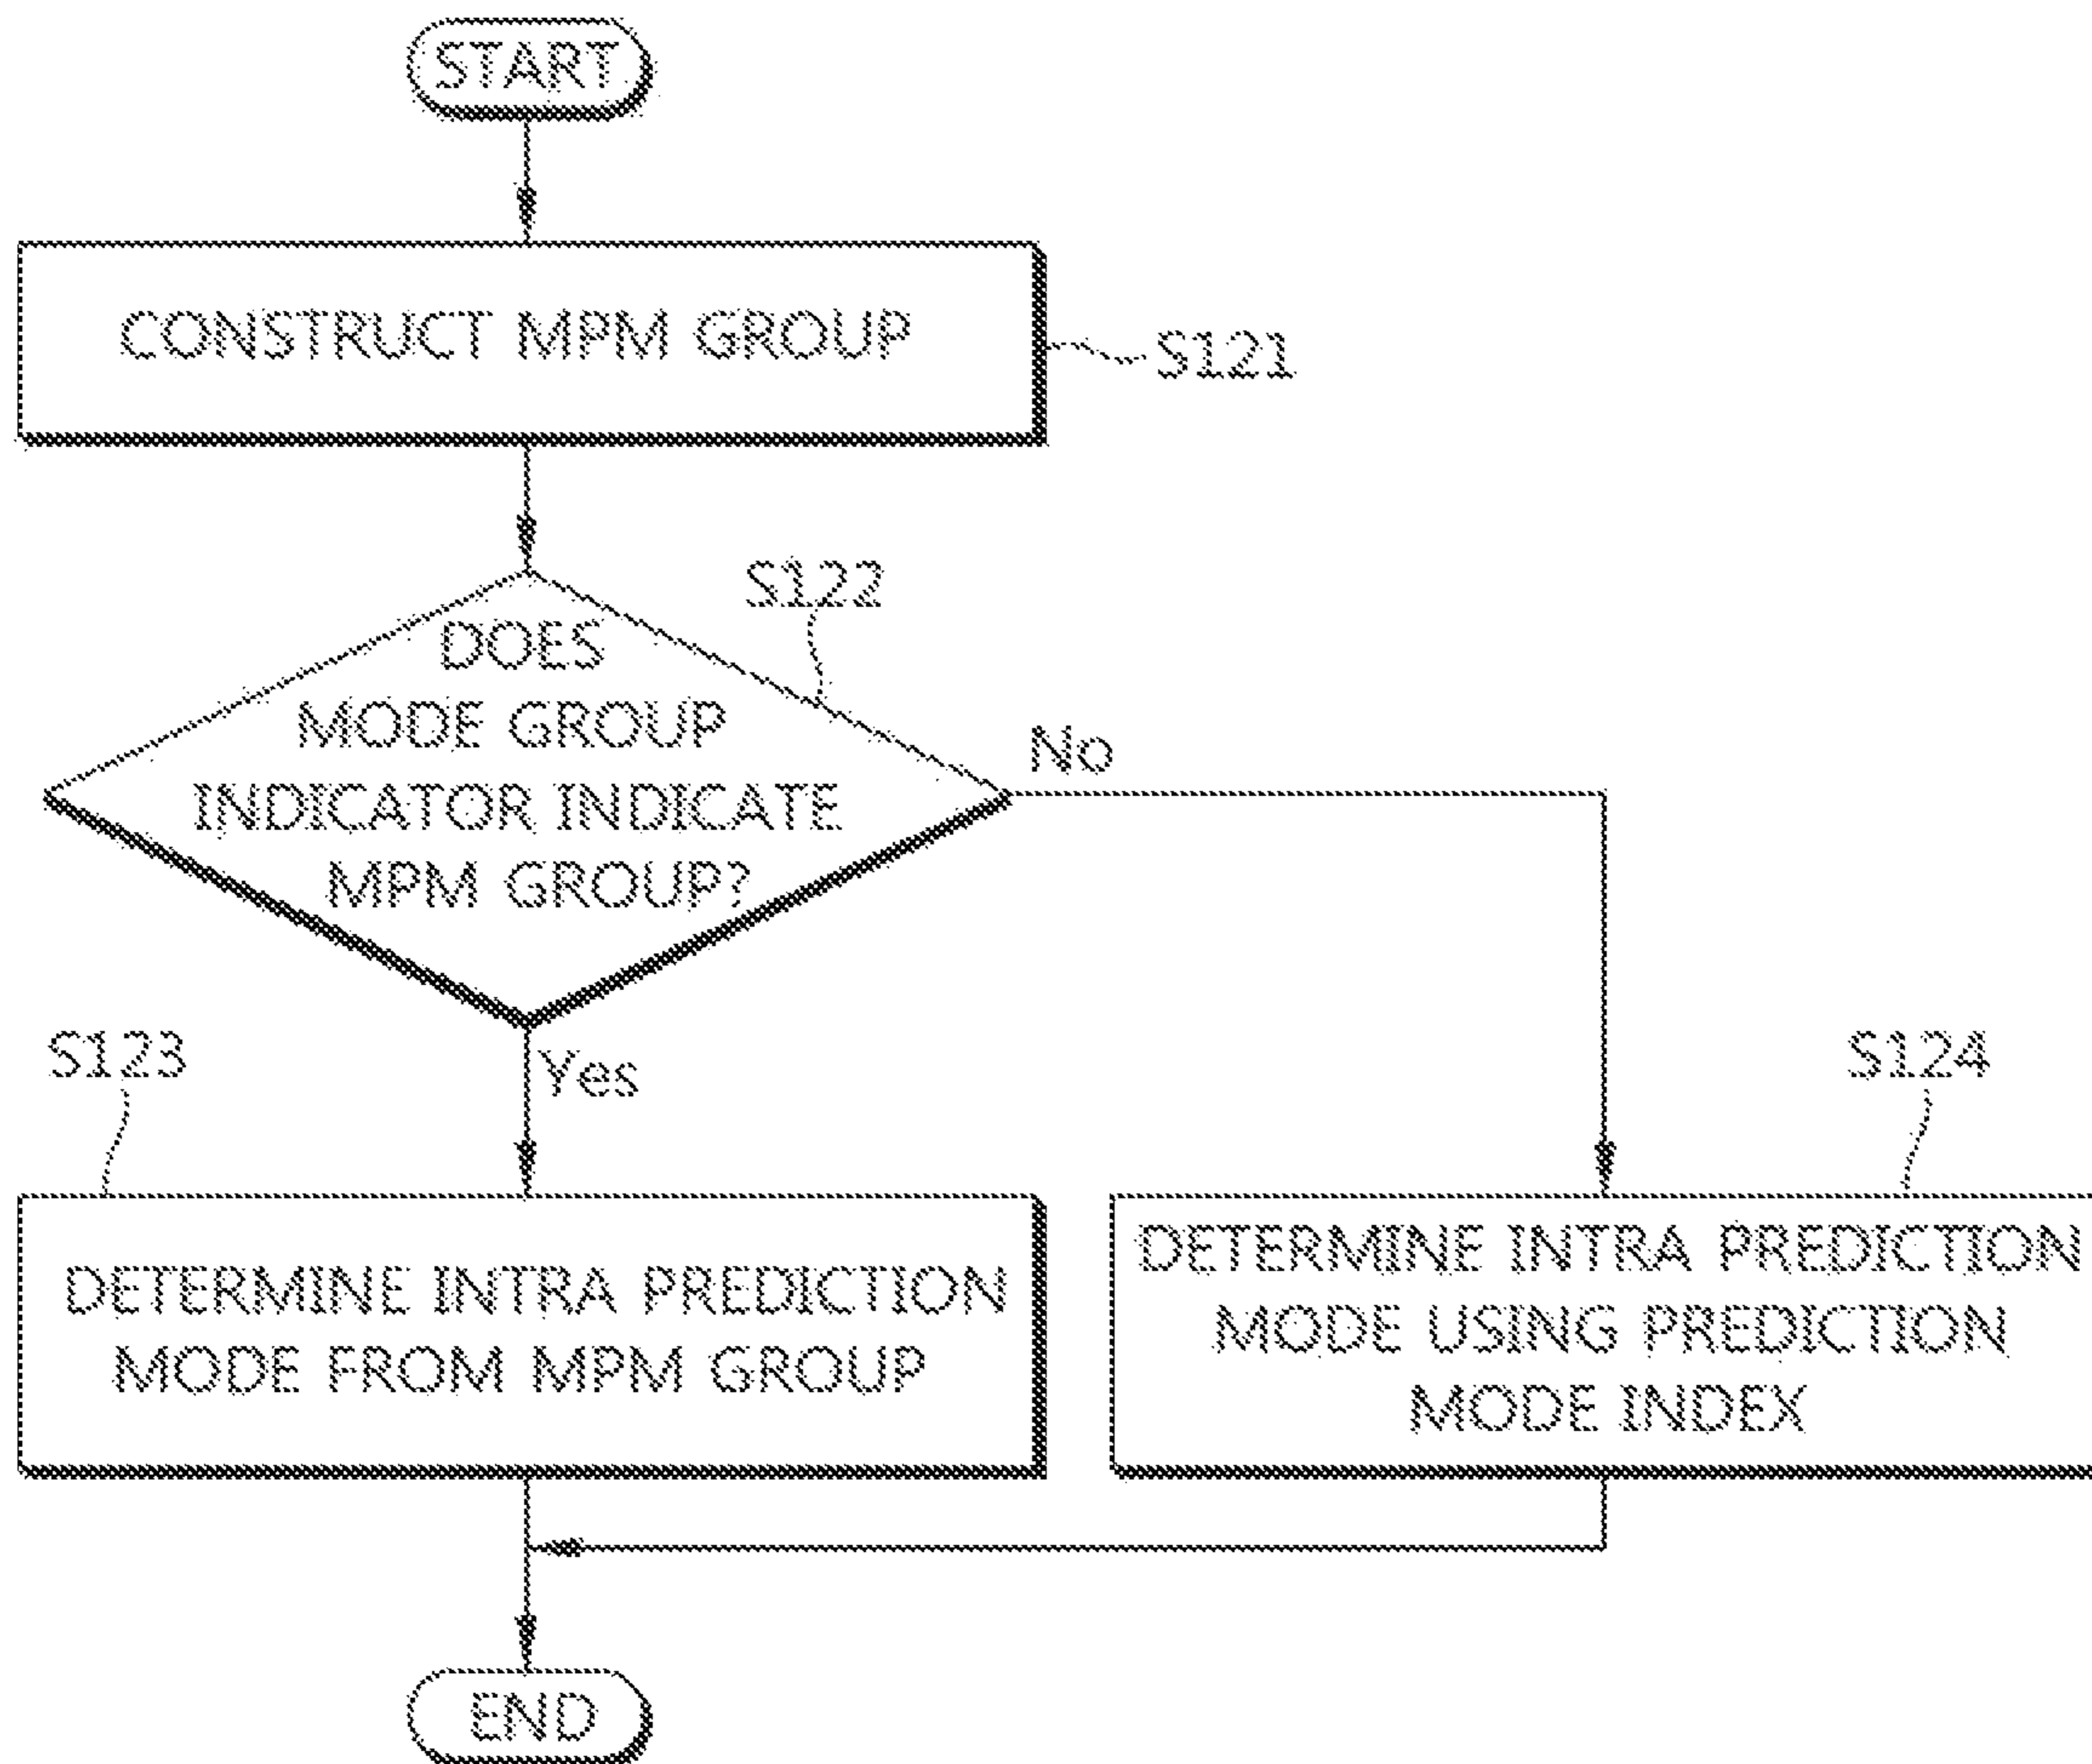 START
CONSTRUCT MPM GROUP
S121
S122
DOES
MODE GROUP
INDICATOR INDICATE
MPM GROUP?
No
Yes
S123
DETERMINE INTRA PREDICTION
MODE FROM MPM GROUP
S124
DETERMINE INTRA PREDICTION
MODE USING PREDICTION
MODE INDEX
END